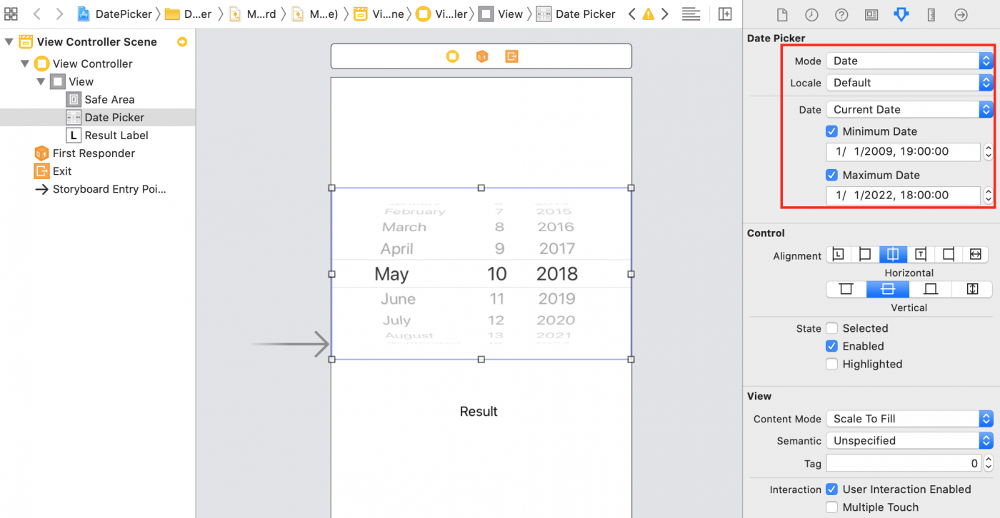 DatePicker D...er M...rd M...e) Vi...ne Vi...ler View Date Picker
View Controller Scene
View Controller
View
Safe Area
Date Picker
L Result Label
First Responder
Exit
Storyboard Entry Poi...
February 7 2015
March 8 2016
April 9 2017
May 10 2018
June 11 2019
July 12 2020
August 13 2021
Result
Date Picker
Mode Date
Locale Default
Date Current Date
Minimum Date
1/ 1/2009, 19:00:00
Maximum Date
1/ 1/2022, 18:00:00
Control
Alignment
Horizontal
Vertical
State Selected
Enabled
Highlighted
View
Content Mode Scale To Fill
Semantic Unspecified
Tag 0
Interaction User Interaction Enabled
Multiple Touch